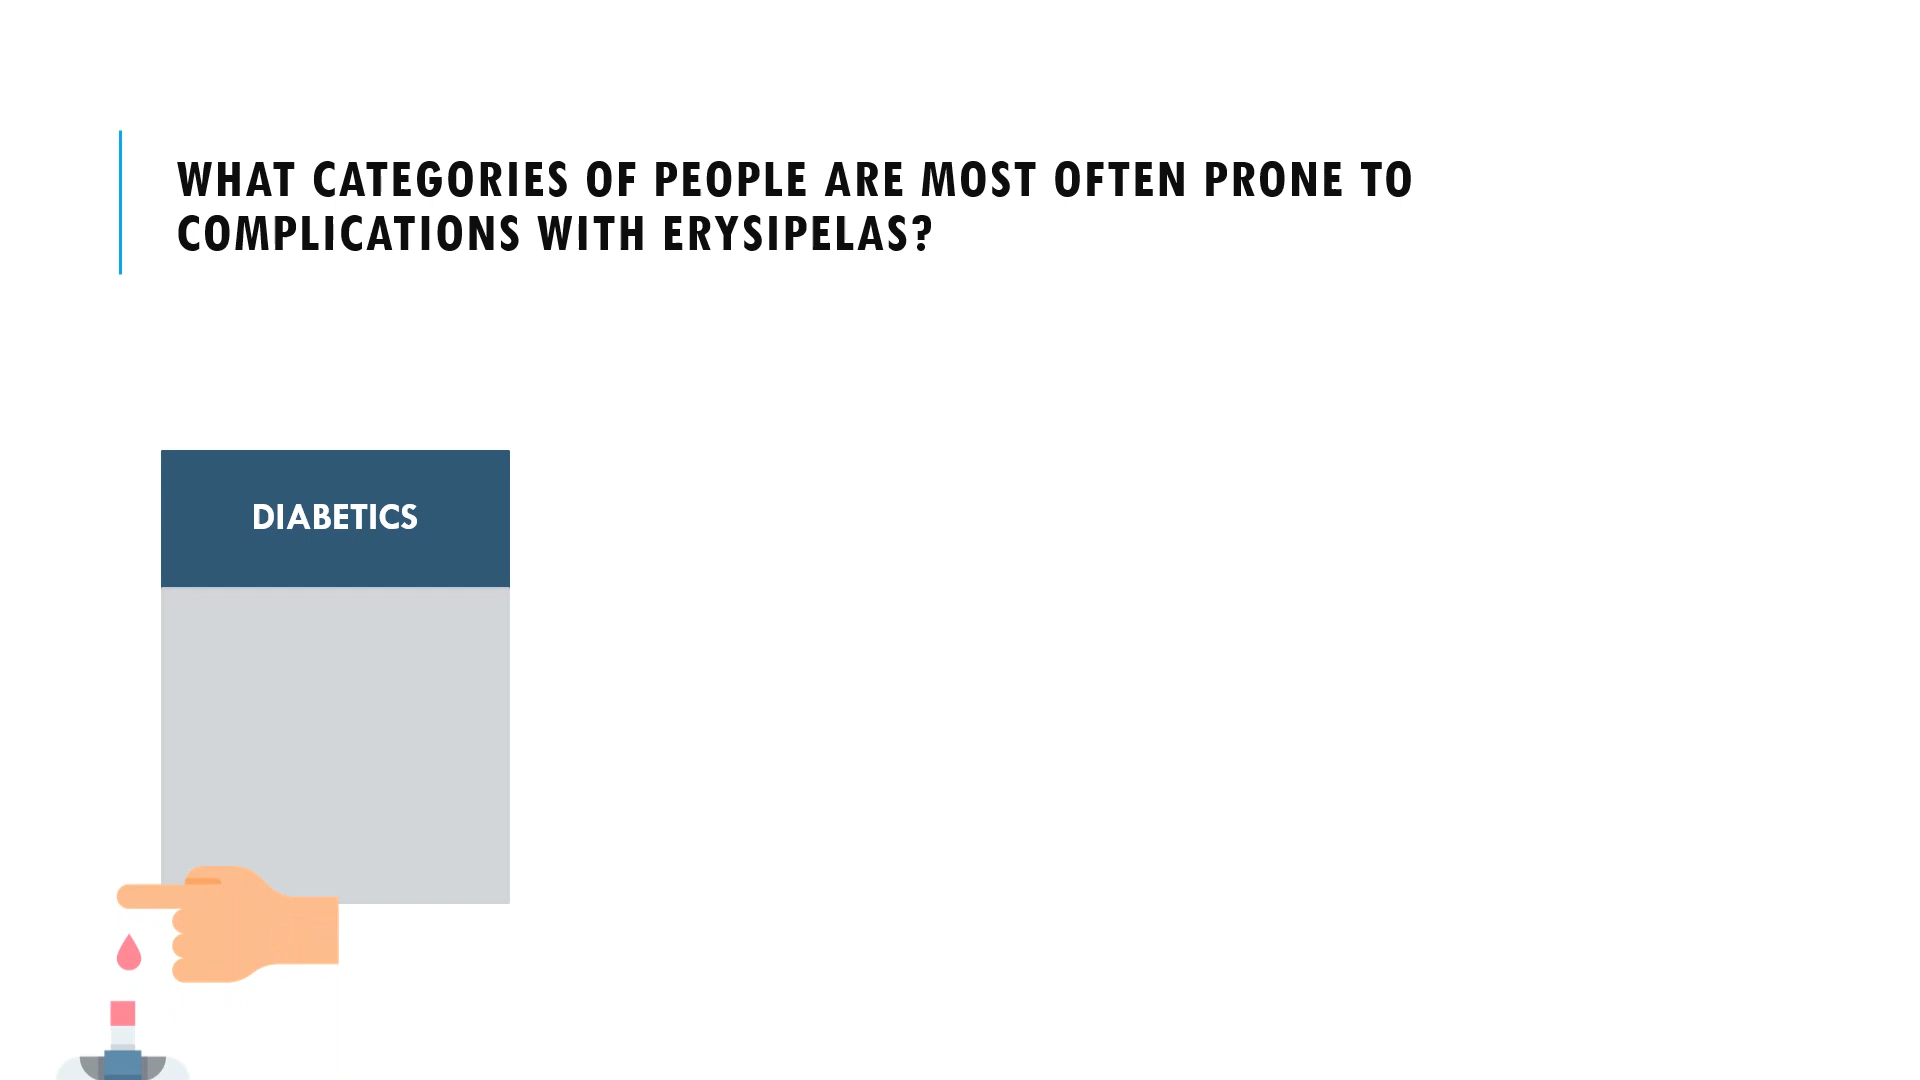 WHAT CATEGORIES OF PEOPLE ARE MOST OFTEN PRONE TO
COMPLICATIONS WITH ERYSIPELAS?
DIABETICS